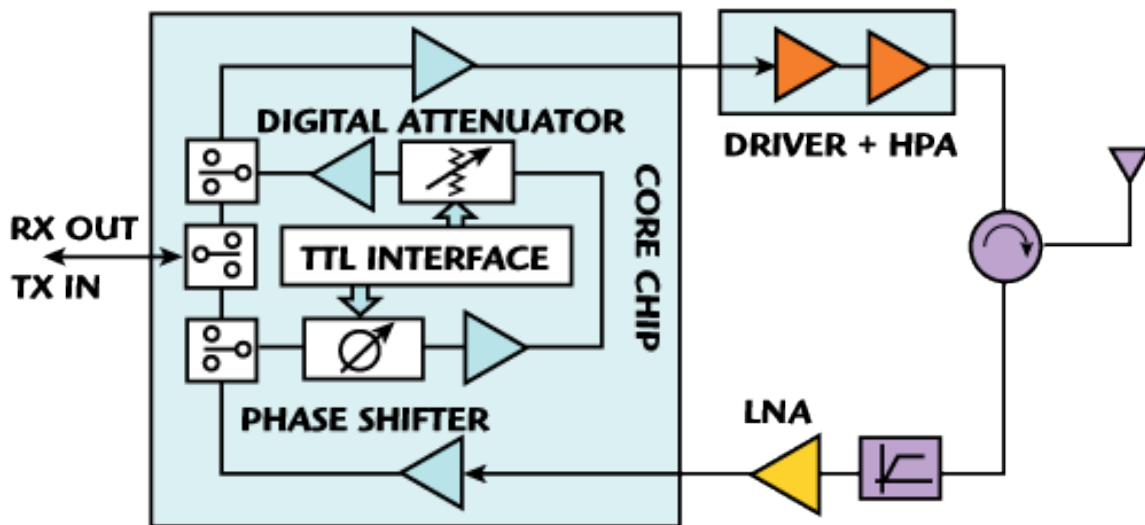 DIGITAL ATTENUATOR
DRIVER + HPA
CORE CHIP
RX OUT
TX IN
TTL INTERFACE
PHASE SHIFTER
LNA